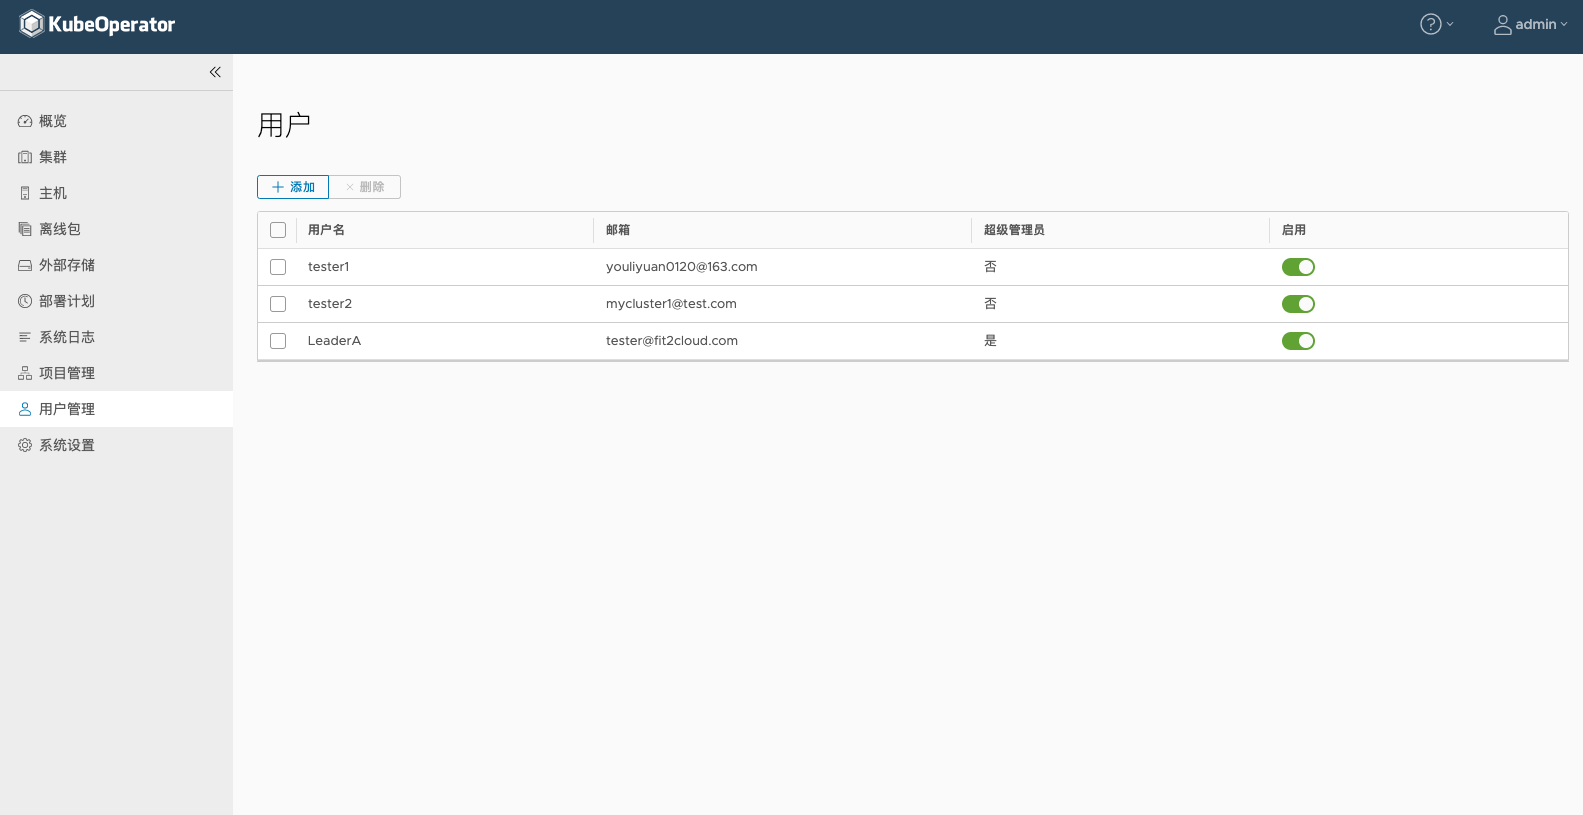 KubeOperator
admin
概览
集群
主机
离线包
外部存储
部署计划
系统日志
项目管理
用户管理
系统设置
用户
添加 删除
用户名 邮箱 超级管理员 启用
tester1 youliyuan0120@163.com 否
tester2 mycluster1@test.com 否
LeaderA tester@fit2cloud.com 是